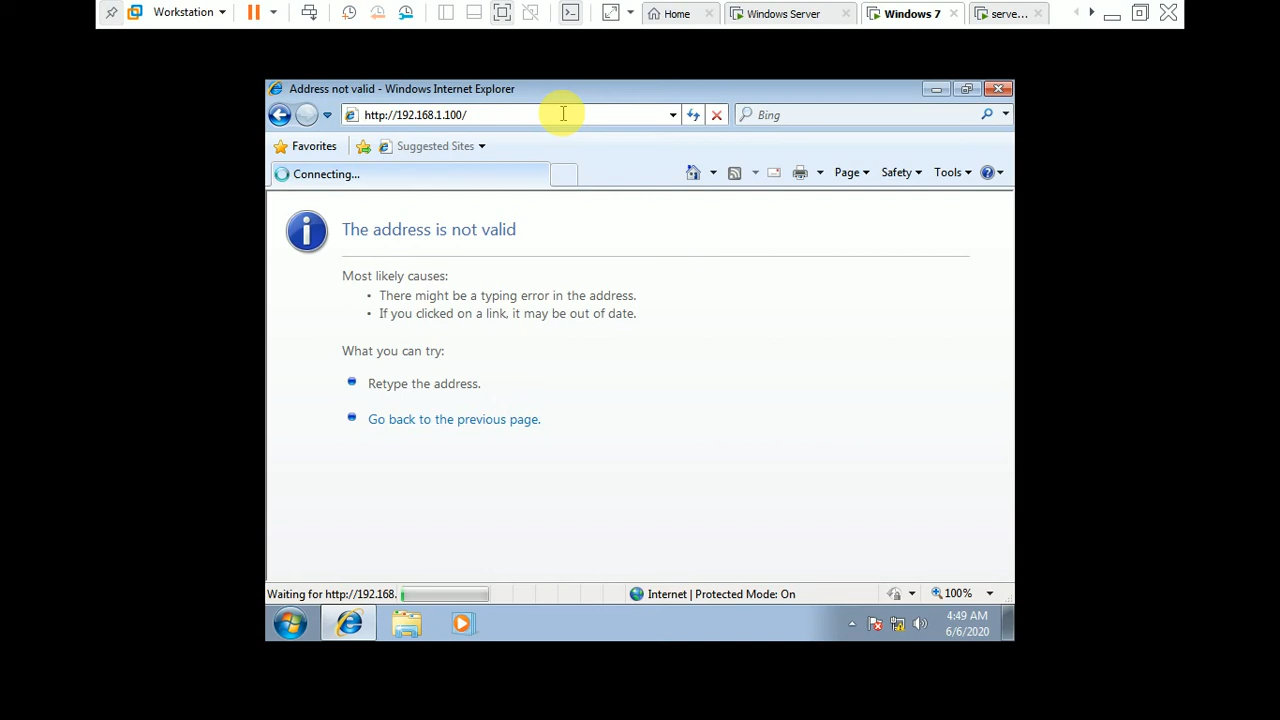 Workstation
Home
Windows Server
Windows 7
serve...
Address not valid - Windows Internet Explorer
http://192.168.1.100/
Bing
Favorites
Suggested Sites
Connecting...
Page
Safety
Tools
The address is not valid
Most likely causes:
• There might be a typing error in the address.
• If you clicked on a link, it may be out of date.
What you can try:
Retype the address.
Go back to the previous page.
Waiting for http://192.168.
Internet | Protected Mode: On
100%
4:49 AM
6/6/2020